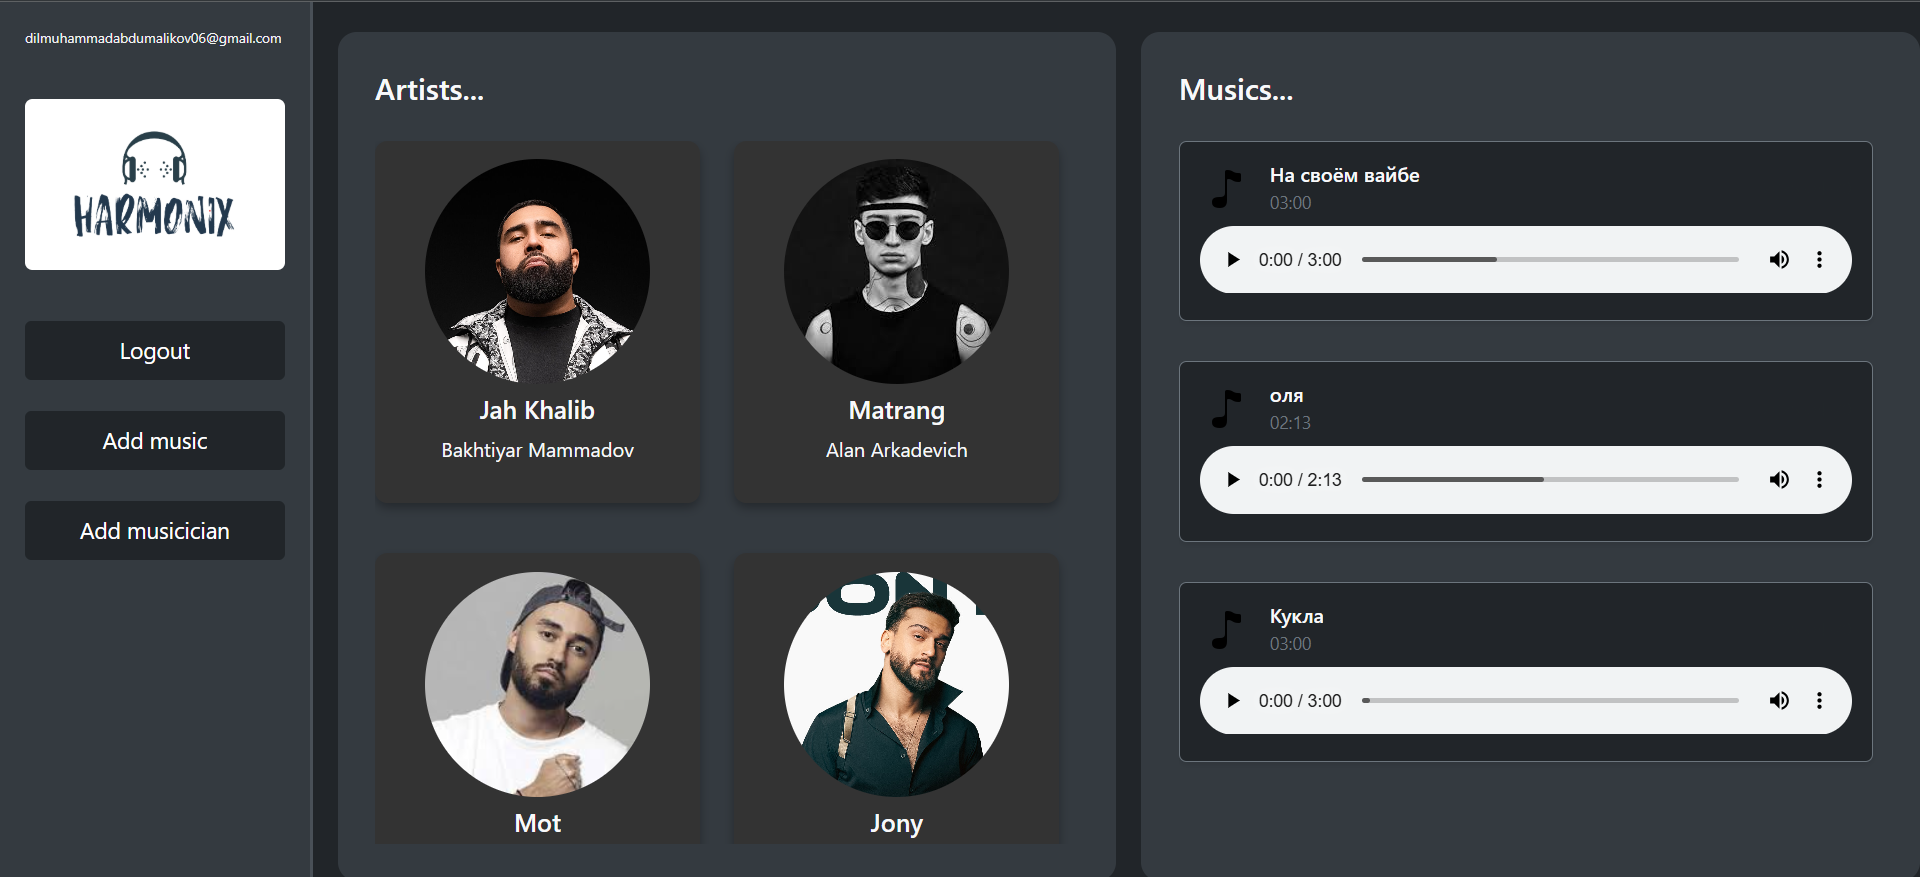 dilmuhammadabdumalikov06@gmail.com
HARMONIX
Logout
Add music
Add musicician
Artists...
Jah Khalib
Bakhtiyar Mammadov
Matrang
Alan Arkadevich
Mot
Jony
Musics...
На своём вайбе
03:00
0:00 / 3:00
оля
02:13
0:00 / 2:13
Кукла
03:00
0:00 / 3:00